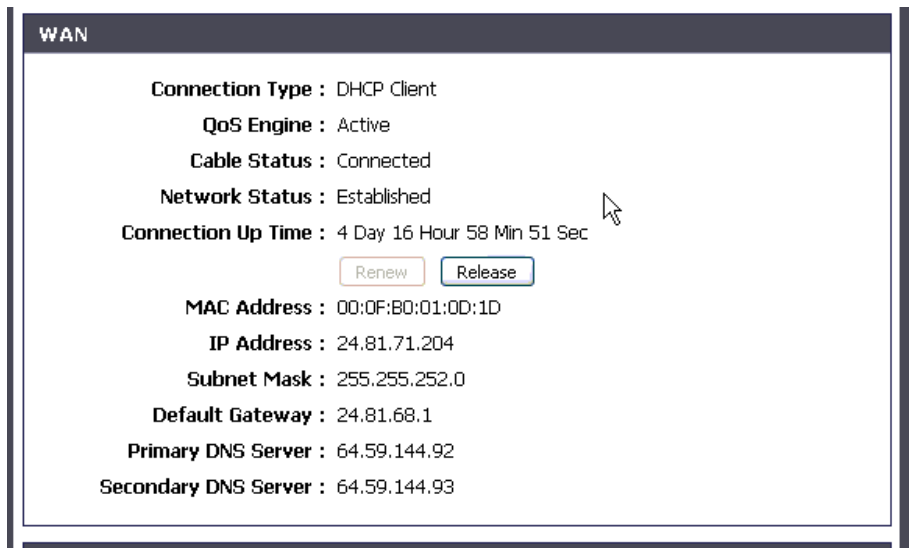 WAN
Connection Type : DHCP Client
QoS Engine : Active
Cable Status : Connected
Network Status : Established
Connection Up Time : 4 Day 16 Hour 58 Min 51 Sec
Renew Release
MAC Address : 00:0F:B0:01:0D:1D
IP Address : 24.81.71.204
Subnet Mask : 255.255.252.0
Default Gateway : 24.81.68.1
Primary DNS Server : 64.59.144.92
Secondary DNS Server : 64.59.144.93